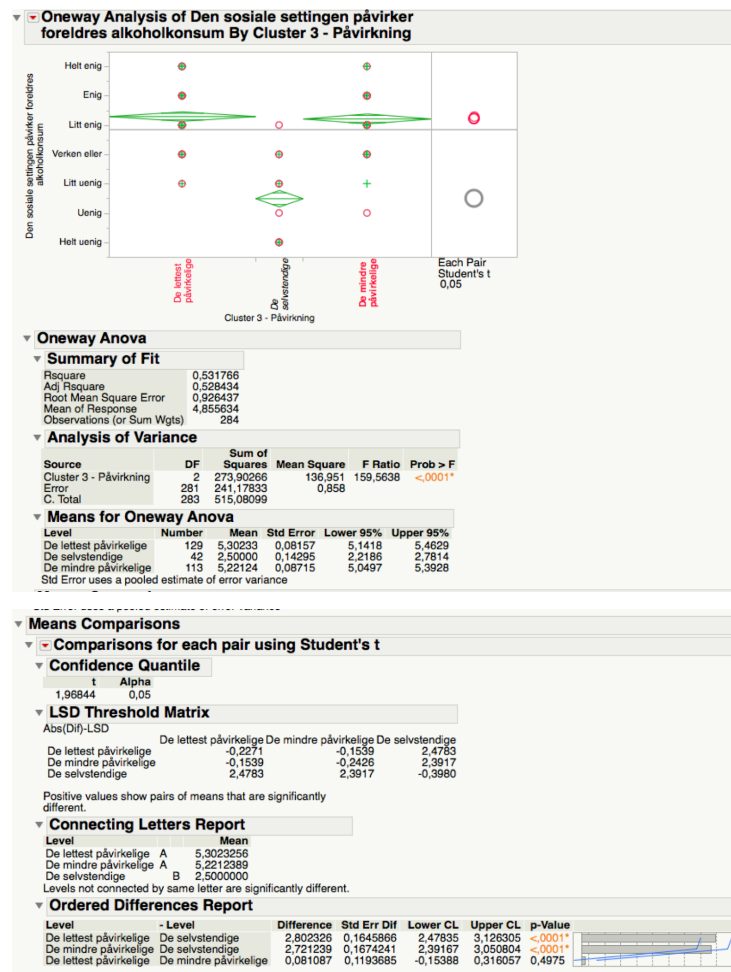 Oneway Analysis of Den sosiale settingen påvirker
foreldres alkoholkonsum By Cluster 3 - Påvirkning
Den sosiale settingen påvirker foreldres
alkoholkonsum
Helt enig
Enig
Litt enig
Verken eller
Litt uenig
Uenig
Helt uenig
De lettest
påvirkelige
De
selvstendige
De mindre
påvirkelige
Each Pair
Student's t
0,05
Cluster 3 - Påvirkning
Oneway Anova
Summary of Fit
Rsquare 0,531766
Adj Rsquare 0,528434
Root Mean Square Error 0,926437
Mean of Response 4,855634
Observations (or Sum Wgts) 284
Analysis of Variance
Source DF Sum of Squares Mean Square F Ratio Prob > F
Cluster 3 - Påvirkning 2 273,90266 136,951 159,5638 <,0001*
Error 281 241,17833 0,858
C. Total 283 515,08099
Means for Oneway Anova
Level Number Mean Std Error Lower 95% Upper 95%
De lettest påvirkelige 129 5,30233 0,08157 5,1418 5,4629
De selvstendige 42 2,50000 0,14295 2,2186 2,7814
De mindre påvirkelige 113 5,22124 0,08715 5,0497 5,3928
Std Error uses a pooled estimate of error variance
Means Comparisons
Comparisons for each pair using Student's t
Confidence Quantile
t Alpha
1,96844 0,05
LSD Threshold Matrix
Abs(Dif)-LSD
De lettest påvirkelige De mindre påvirkelige De selvstendige
De lettest påvirkelige -0,2271 -0,1539 2,4783
De mindre påvirkelige -0,1539 -0,2426 2,3917
De selvstendige 2,4783 2,3917 -0,3980
Positive values show pairs of means that are significantly
different.
Connecting Letters Report
Level Mean
De lettest påvirkelige A 5,3023256
De mindre påvirkelige A 5,2212389
De selvstendige B 2,5000000
Levels not connected by same letter are significantly different.
Ordered Differences Report
Level - Level Difference Std Err Dif Lower CL Upper CL p-Value
De lettest påvirkelige De selvstendige 2,802326 0,1645866 2,47835 3,126305 <,0001*
De mindre påvirkelige De selvstendige 2,721239 0,1674241 2,39167 3,050804 <,0001*
De lettest påvirkelige De mindre påvirkelige 0,081087 0,1193685 -0,15388 0,316057 0,4975